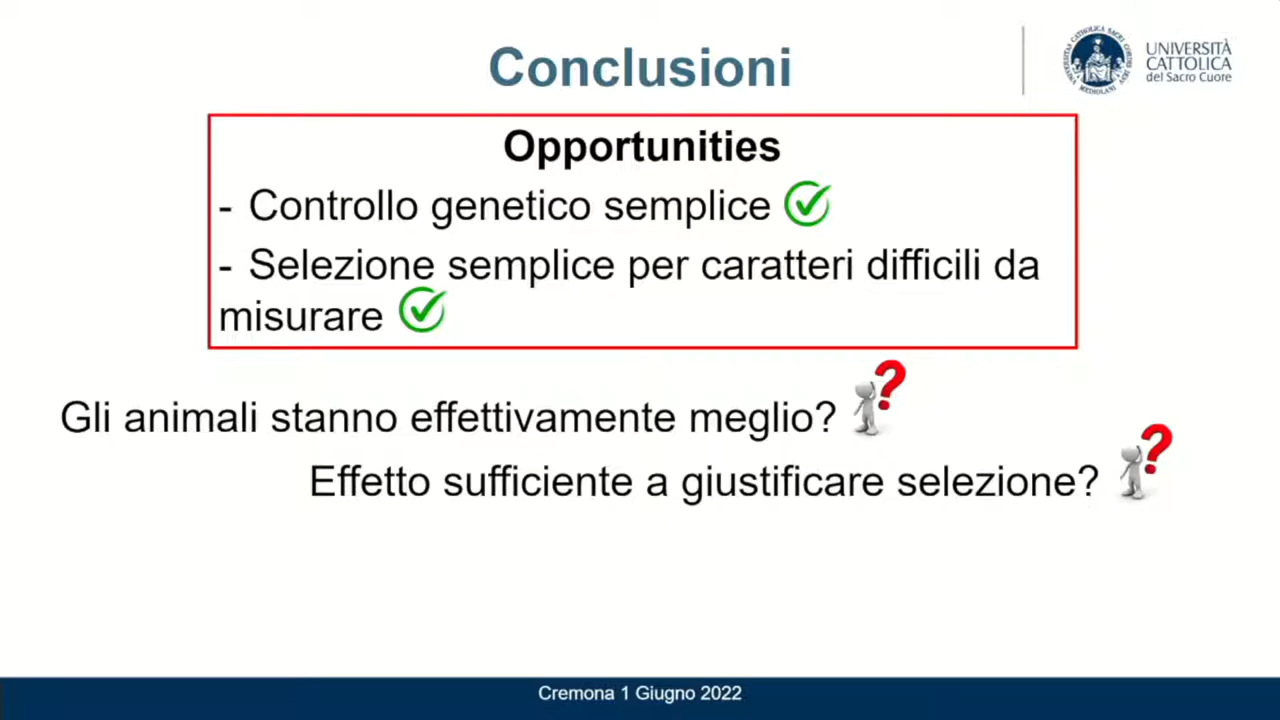 Conclusioni
UNIVERSITÀ
CATTOLICA
del Sacro Cuore
Opportunities
- Controllo genetico semplice
- Selezione semplice per caratteri difficili da
misurare
Gli animali stanno effettivamente meglio?
Effetto sufficiente a giustificare selezione?
Cremona 1 Giugno 2022